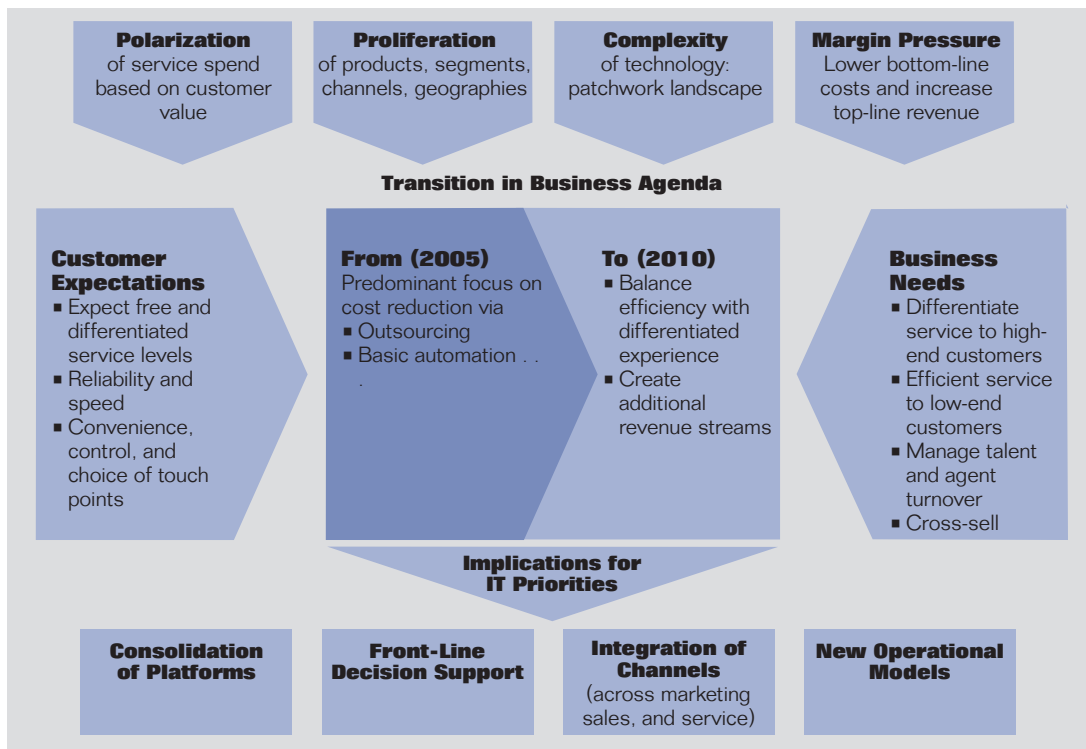 Polarization
of service spend
based on customer
value
Proliferation
of products, segments,
channels, geographies
Complexity
of technology:
patchwork landscape
Margin Pressure
Lower bottom-line
costs and increase
top-line revenue
Transition in Business Agenda
Customer
Expectations
▪ Expect free and
differentiated
service levels
▪ Reliability and
speed
▪ Convenience,
control, and
choice of touch
points
From (2005)
Predominant focus on
cost reduction via
▪ Outsourcing
▪ Basic automation . .
.
To (2010)
▪ Balance
efficiency with
differentiated
experience
▪ Create
additional
revenue streams
Business
Needs
▪ Differentiate
service to high-
end customers
▪ Efficient service
to low-end
customers
▪ Manage talent
and agent
turnover
▪ Cross-sell
Implications for
IT Priorities
Consolidation
of Platforms
Front-Line
Decision Support
Integration of
Channels
(across marketing
sales, and service)
New Operational
Models